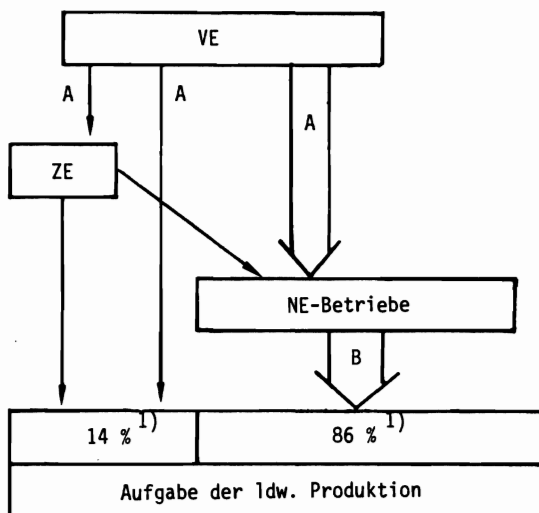 VE
A A A
ZE
NE-Betriebe
B
14 % 1) 86 % 1)
Aufgabe der ldw. Produktion